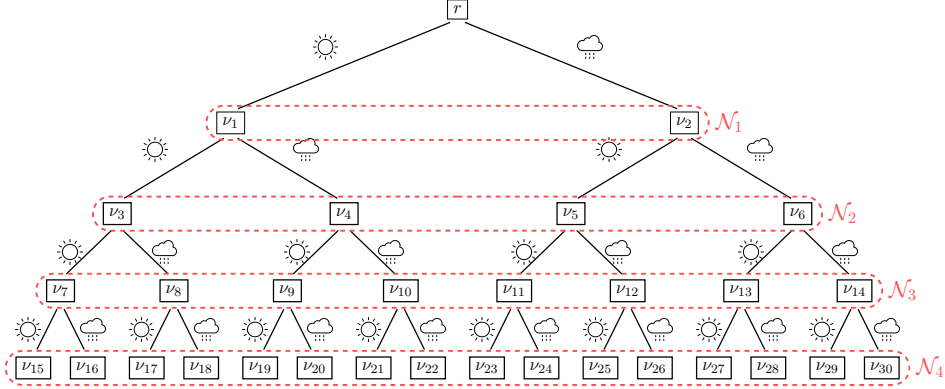 r
ν₁ ν₂ 𝒩₁
ν₃ ν₄ ν₅ ν₆ 𝒩₂
ν₇ ν₈ ν₉ ν₁₀ ν₁₁ ν₁₂ ν₁₃ ν₁₄ 𝒩₃
ν₁₅ ν₁₆ ν₁₇ ν₁₈ ν₁₉ ν₂₀ ν₂₁ ν₂₂ ν₂₃ ν₂₄ ν₂₅ ν₂₆ ν₂₇ ν₂₈ ν₂₉ ν₃₀ 𝒩₄